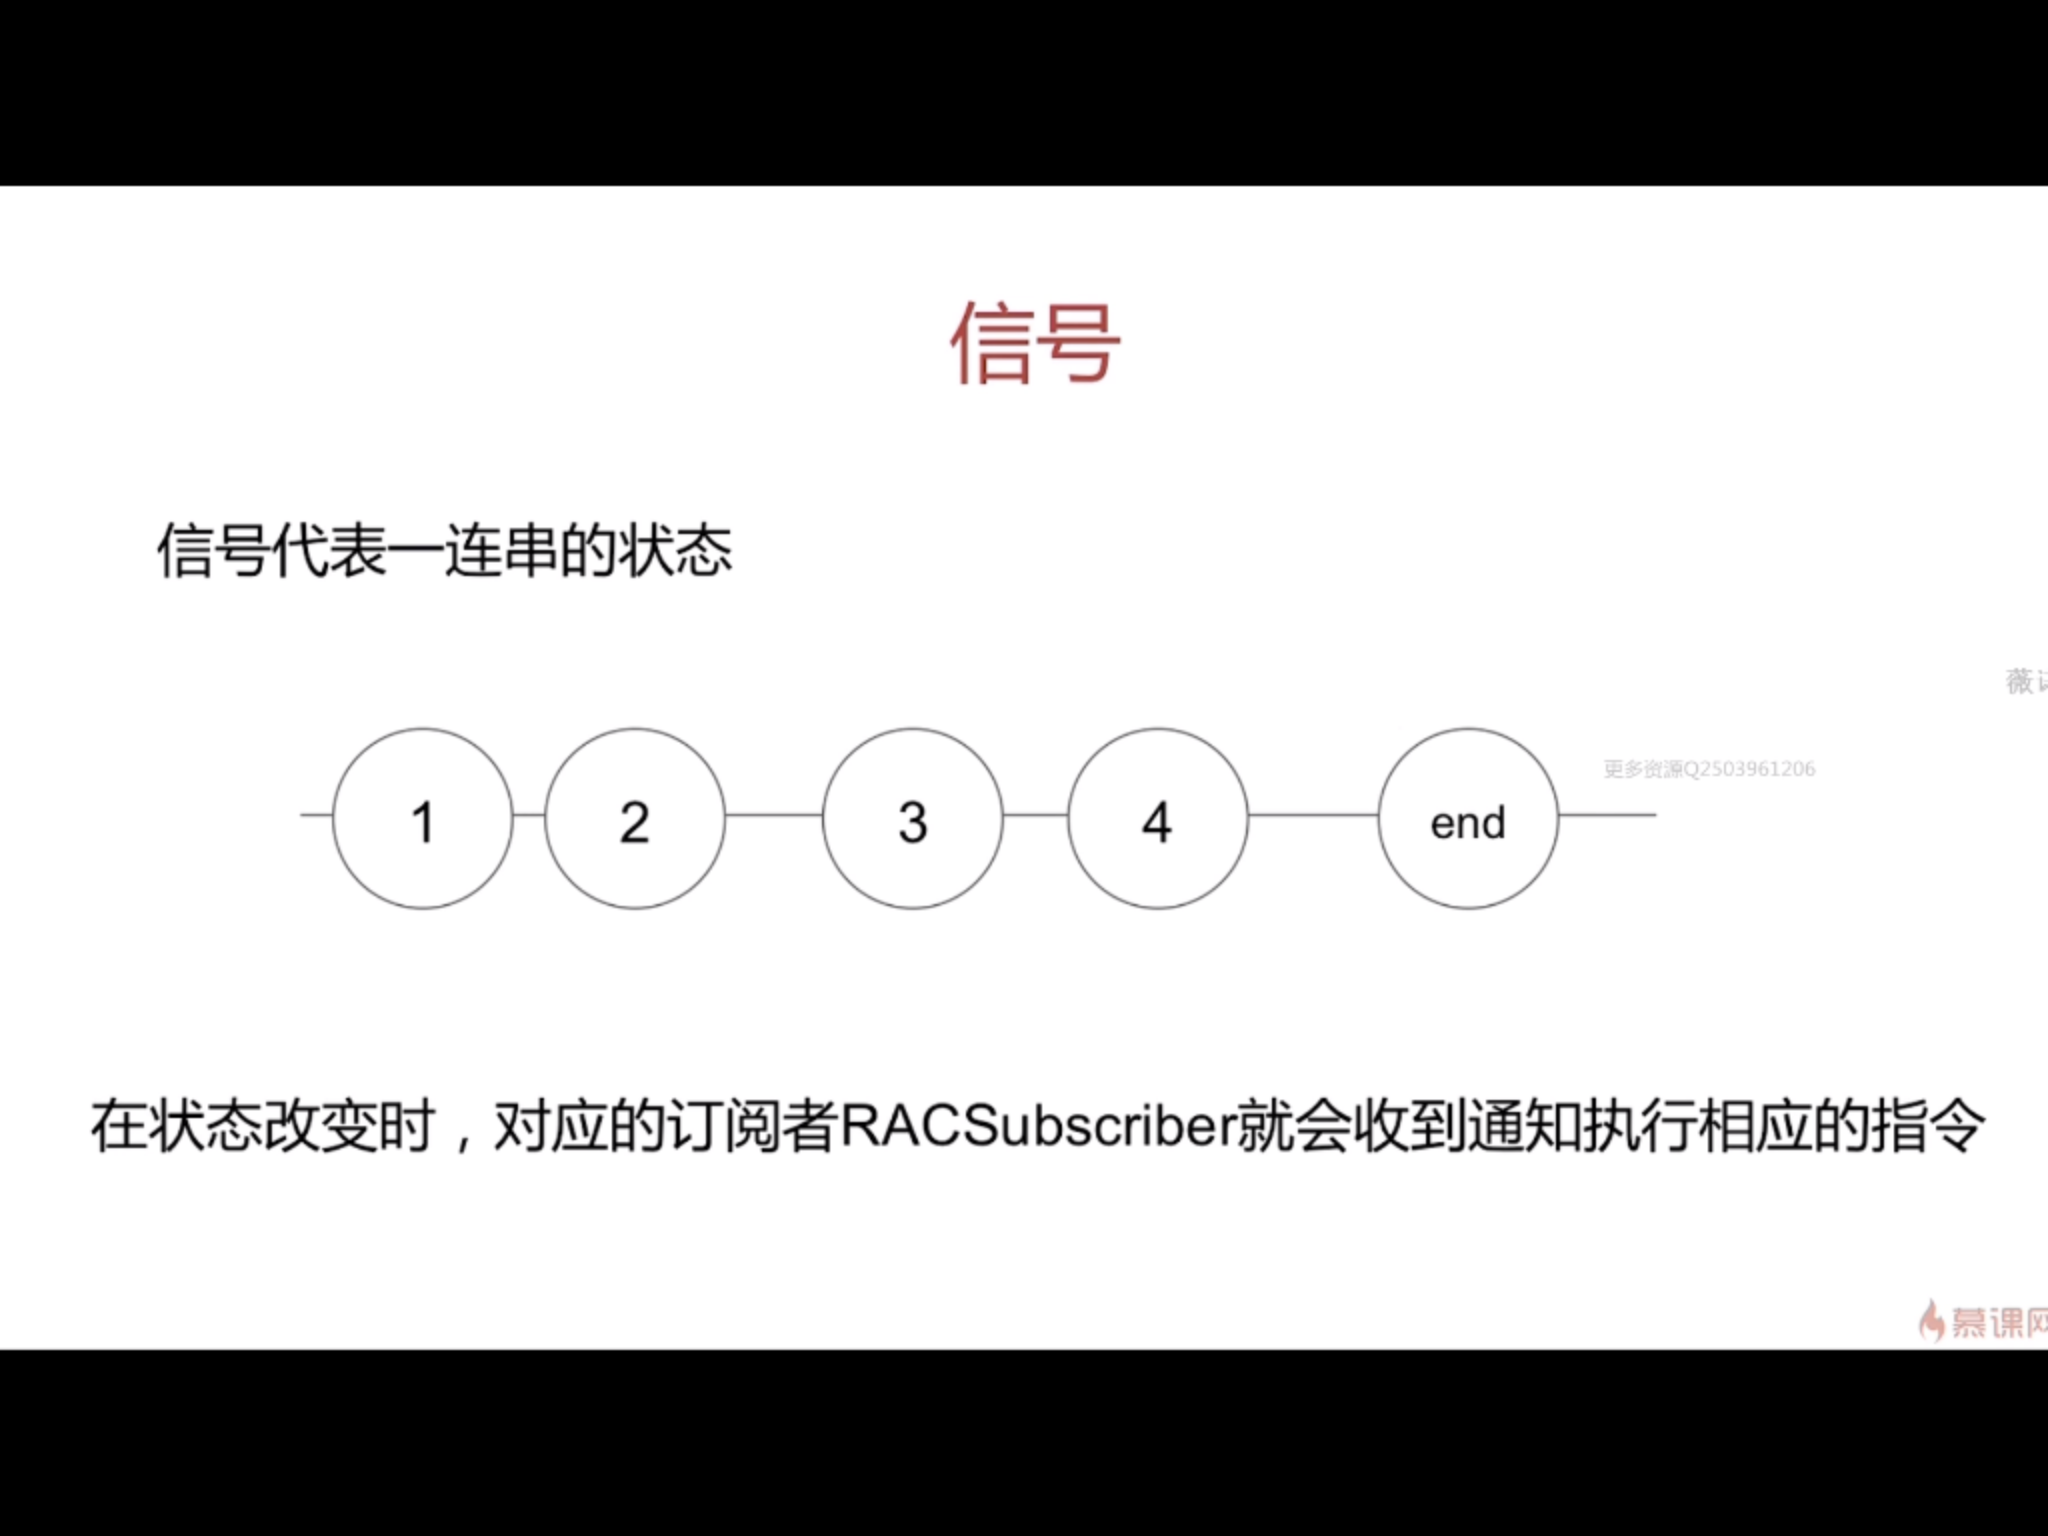 信号
信号代表一连串的状态
薇
更多资源Q2503961206
1 2 3 4 end
在状态改变时，对应的订阅者RACSubscriber就会收到通知执行相应的指令
慕课网